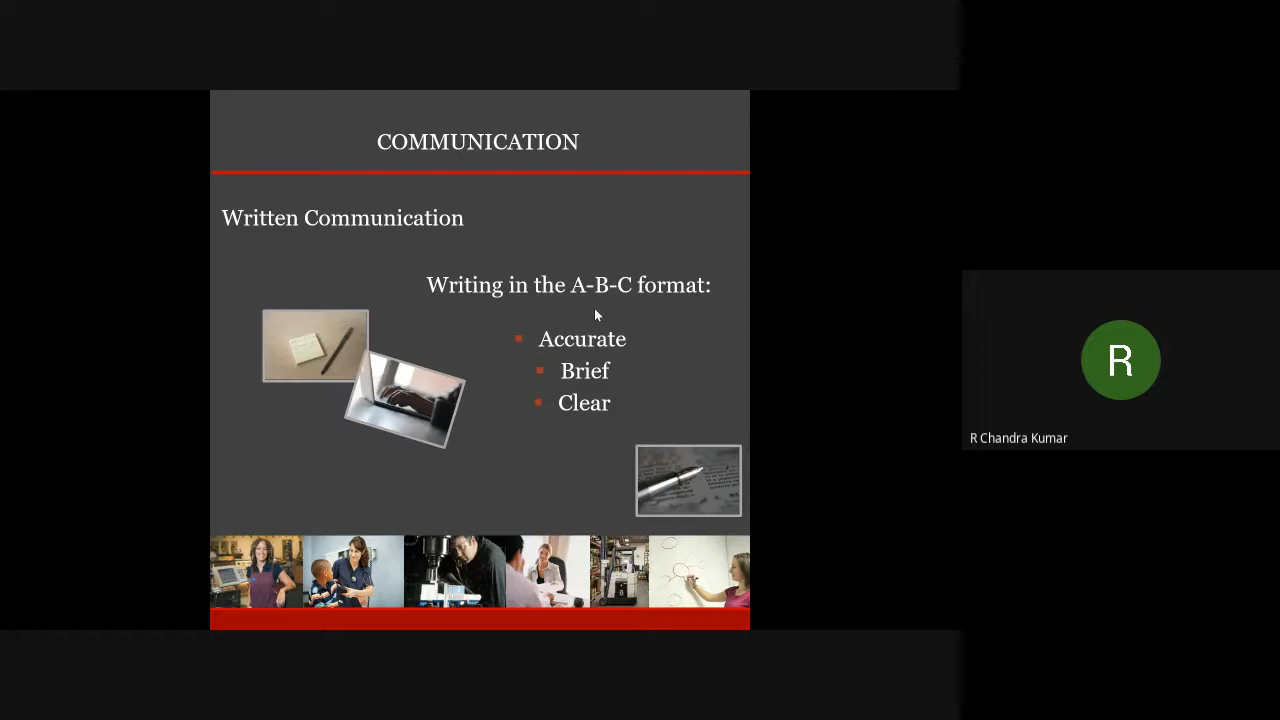 COMMUNICATION
Written Communication
Writing in the A-B-C format:
Accurate
Brief
Clear
R
R Chandra Kumar